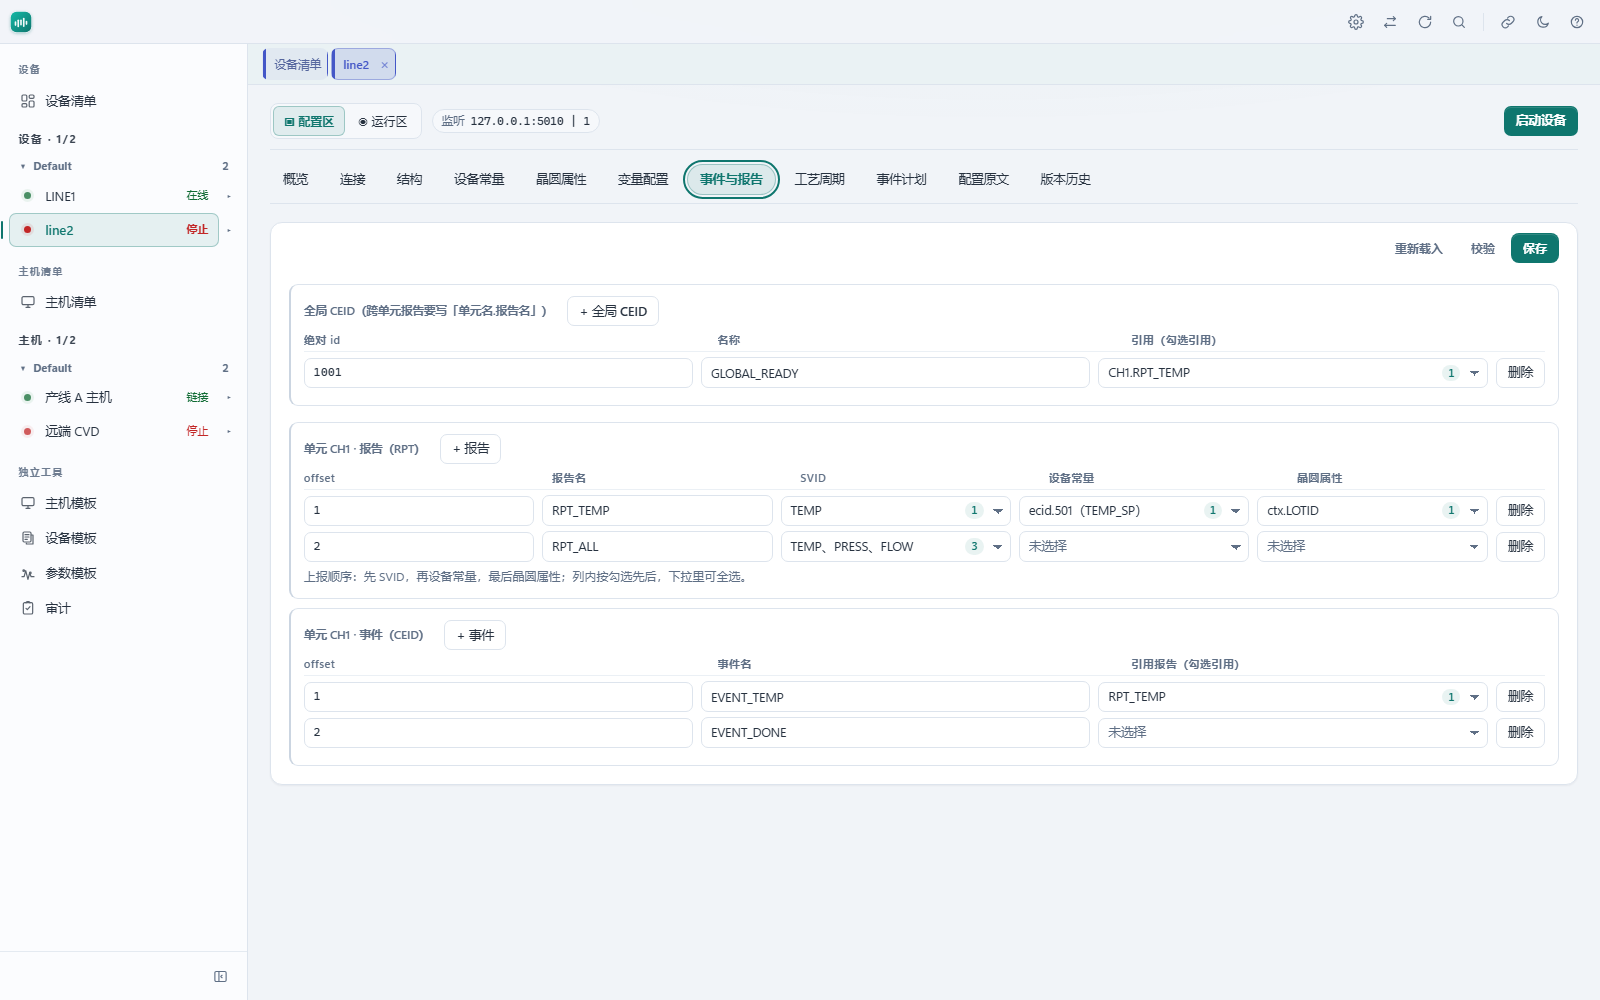 设备清单
line2 ×
设备
设备清单
设备 · 1/2
Default 2
LINE1 在线
line2 停止
主机清单
主机清单
主机 · 1/2
Default 2
产线 A 主机 链接
远端 CVD 停止
独立工具
主机模板
设备模板
参数模板
审计
配置区
运行区
监听 127.0.0.1:5010 | 1
启动设备
概览 连接 结构 设备常量 晶圆属性 变量配置 事件与报告 工艺周期 事件计划 配置原文 版本历史
重新载入 校验 保存
全局 CEID（跨单元报告要写「单元名.报告名」） + 全局 CEID
绝对 id 名称 引用（勾选引用）
1001 GLOBAL_READY CH1.RPT_TEMP 1 删除
单元 CH1 · 报告（RPT） + 报告
offset 报告名 SVID 设备常量 晶圆属性
1 RPT_TEMP TEMP 1 ecid.501（TEMP_SP） 1 ctx.LOTID 1 删除
2 RPT_ALL TEMP、PRESS、FLOW 3 未选择 未选择 删除
上报顺序：先 SVID，再设备常量，最后晶圆属性；列内按勾选先后，下拉里可全选。
单元 CH1 · 事件（CEID） + 事件
offset 事件名 引用报告（勾选引用）
1 EVENT_TEMP RPT_TEMP 1 删除
2 EVENT_DONE 未选择 删除